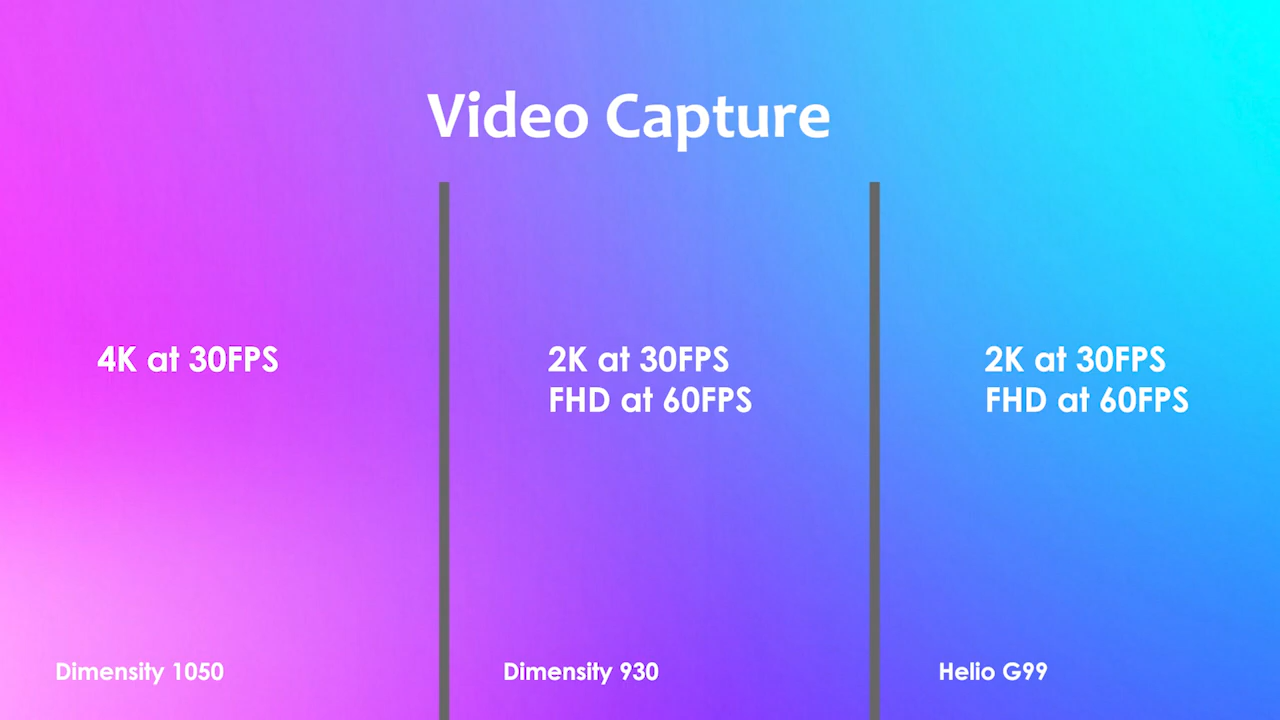 Video Capture
4K at 30FPS
2K at 30FPS
FHD at 60FPS
2K at 30FPS
FHD at 60FPS
Dimensity 1050
Dimensity 930
Helio G99